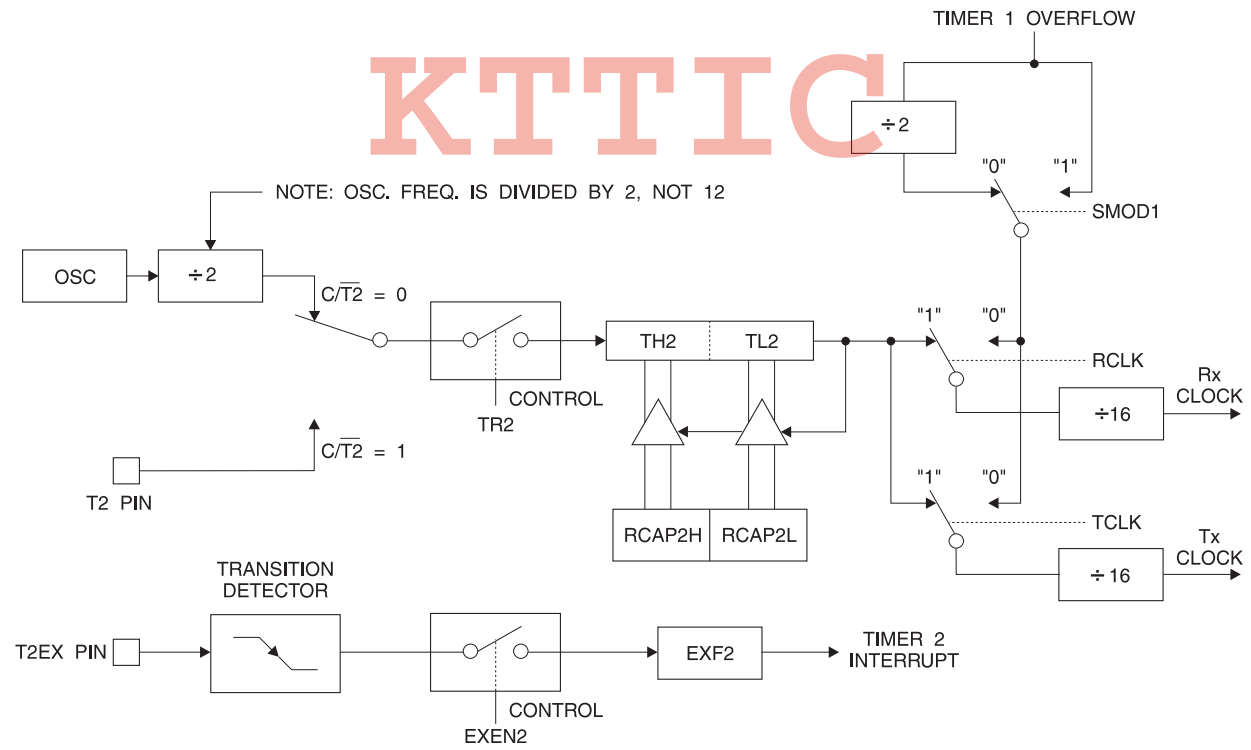 TIMER 1 OVERFLOW
KTTIC
÷2
"0" "1"
NOTE: OSC. FREQ. IS DIVIDED BY 2, NOT 12
SMOD1
OSC
÷2
C/T̅2̅ = 0
"1" "0"
TH2 TL2
RCLK
Rx
CLOCK
CONTROL
TR2
÷16
C/T̅2̅ = 1
T2 PIN
"1" "0"
RCAP2H RCAP2L
TCLK
Tx
CLOCK
÷16
TRANSITION
DETECTOR
T2EX PIN
EXF2
TIMER 2
INTERRUPT
CONTROL
EXEN2